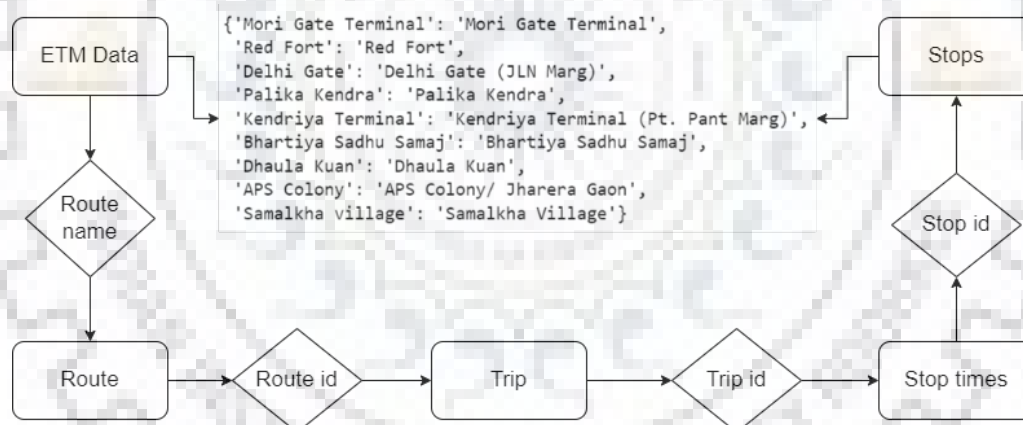 ETM Data
{'Mori Gate Terminal': 'Mori Gate Terminal',
'Red Fort': 'Red Fort',
'Delhi Gate': 'Delhi Gate (JLN Marg)',
'Palika Kendra': 'Palika Kendra',
'Kendriya Terminal': 'Kendriya Terminal (Pt. Pant Marg)',
'Bhartiya Sadhu Samaj': 'Bhartiya Sadhu Samaj',
'Dhaula Kuan': 'Dhaula Kuan',
'APS Colony': 'APS Colony/ Jharera Gaon',
'Samalkha village': 'Samalkha Village'}
Stops
Route
name
Stop id
Route
Route id
Trip
Trip id
Stop times